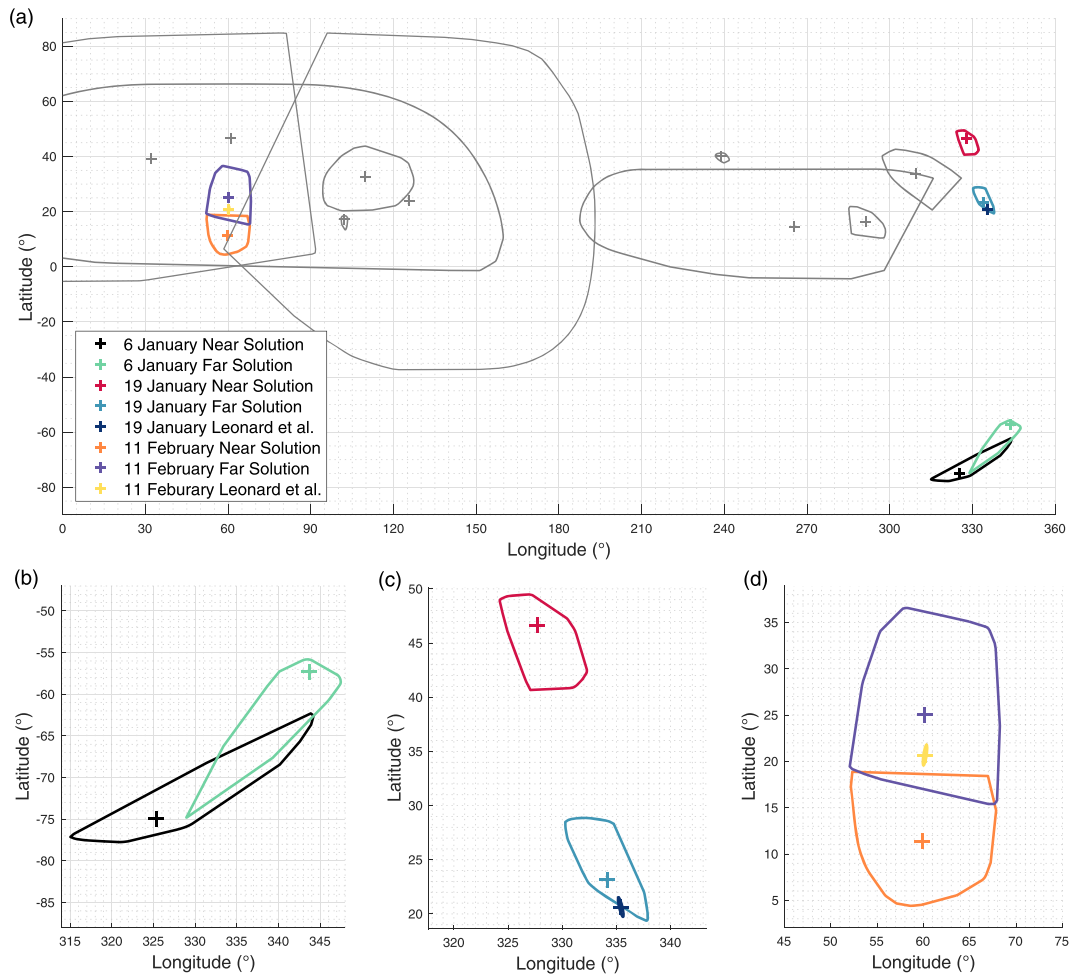 (a)
80
60
40
20
0
-20
-40
-60
-80
Latitude (°)
6 January Near Solution
6 January Far Solution
19 January Near Solution
19 January Far Solution
19 January Leonard et al.
11 February Near Solution
11 February Far Solution
11 Feburary Leonard et al.
0 30 60 90 120 150 180 210 240 270 300 330 360
Longitude (°)
(b)
-50
-55
-60
-65
-70
-75
-80
-85
Latitude (°)
315 320 325 330 335 340 345
Longitude (°)
(c)
50
45
40
35
30
25
20
Latitude (°)
320 325 330 335 340
Longitude (°)
(d)
35
30
25
20
15
10
5
Latitude (°)
45 50 55 60 65 70 75
Longitude (°)